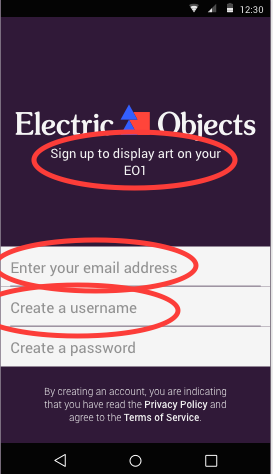 12:30
Electric Objects
Sign up to display art on your
EO1
Enter your email address
Create a username
Create a password
By creating an account, you are indicating
that you have read the Privacy Policy and
agree to the Terms of Service.